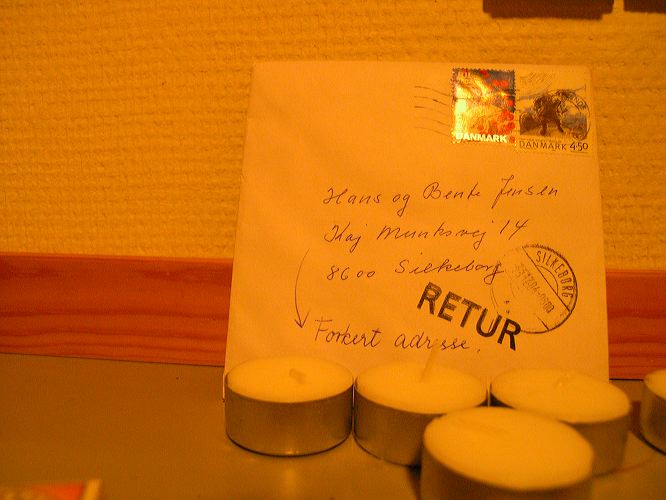 DANMARK
DANMARK 4.50
Hans og Bente Jensen
Kaj Munksvej 14
8600 Silkeborg
SILKEBORG
RETUR
Forkert adresse.